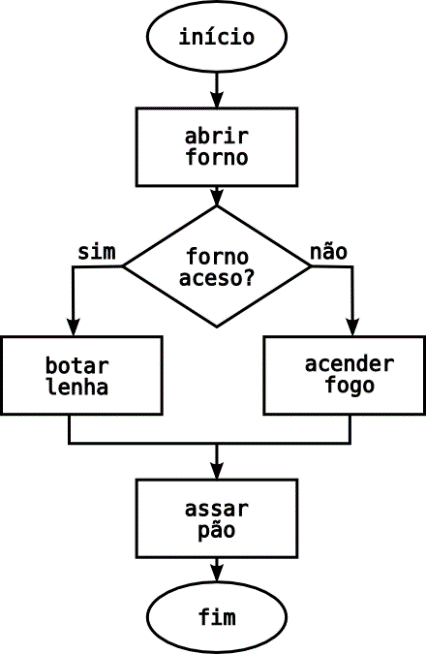 início
abrir
forno
forno
aceso?
sim
não
botar
lenha
acender
fogo
assar
pão
fim